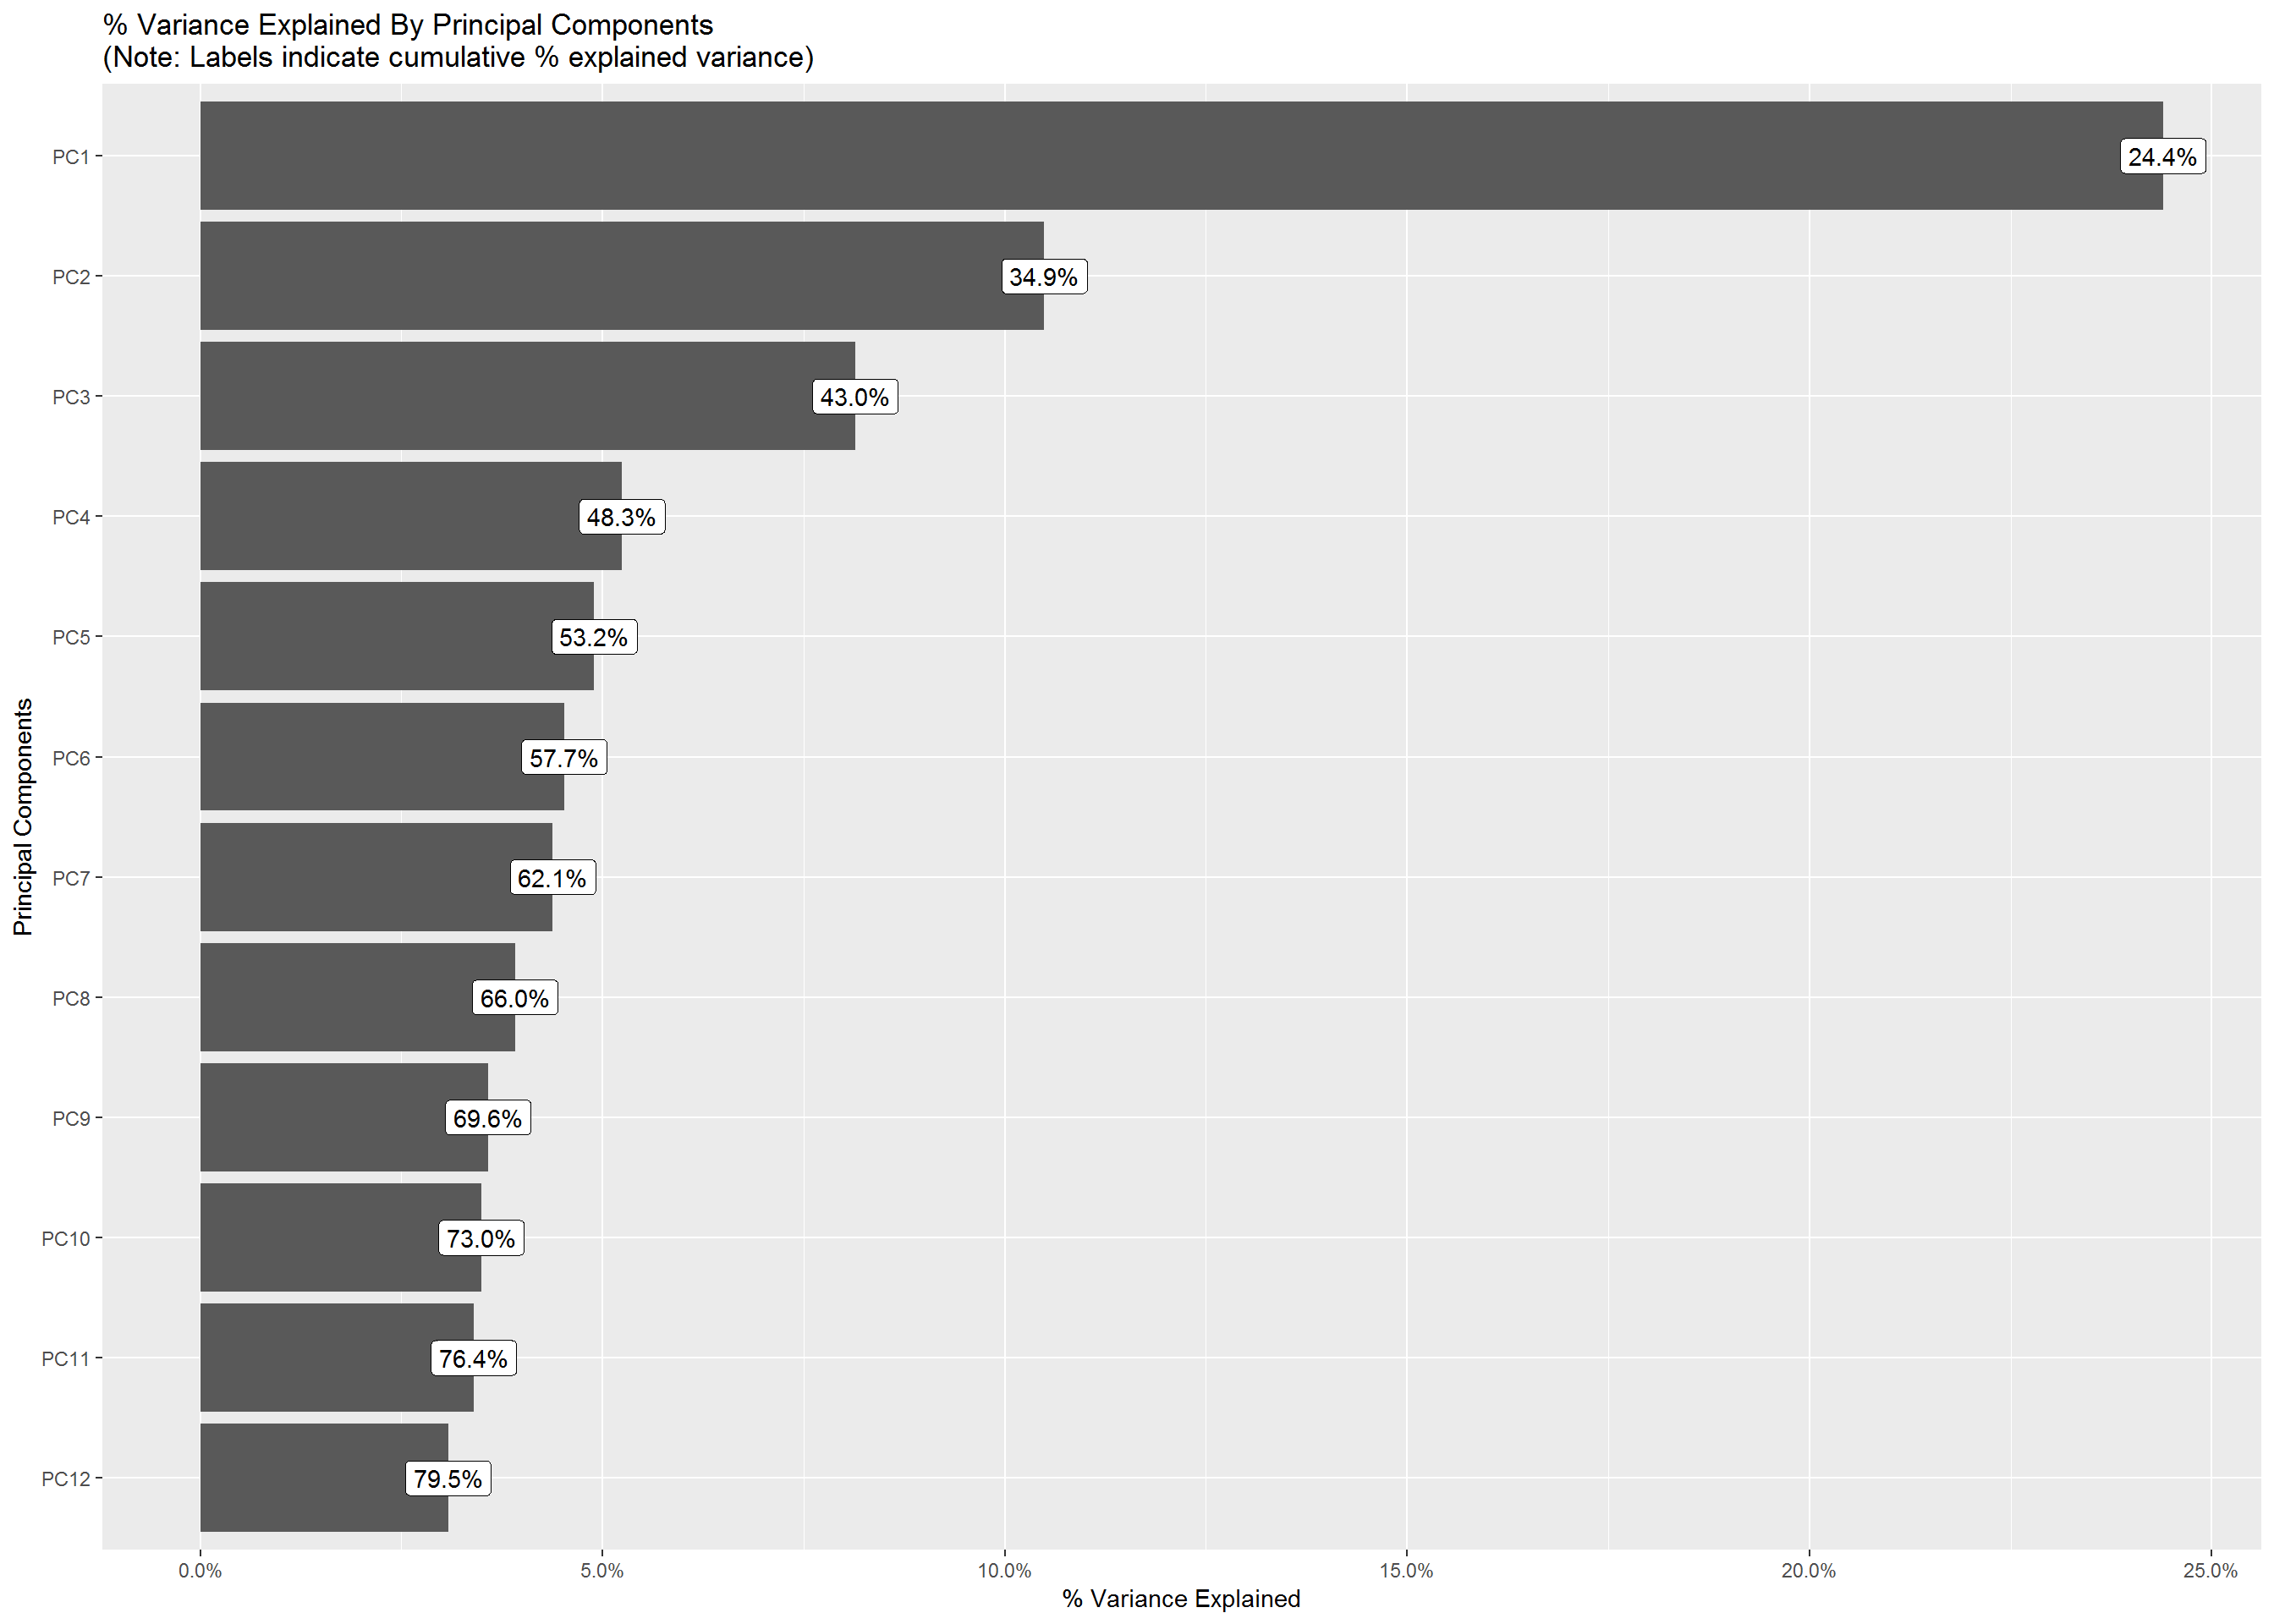 % Variance Explained By Principal Components
(Note: Labels indicate cumulative % explained variance)
Principal Components
PC1
24.4%
PC2
34.9%
PC3
43.0%
PC4
48.3%
PC5
53.2%
PC6
57.7%
PC7
62.1%
PC8
66.0%
PC9
69.6%
PC10
73.0%
PC11
76.4%
PC12
79.5%
0.0% 5.0% 10.0% 15.0% 20.0% 25.0%
% Variance Explained